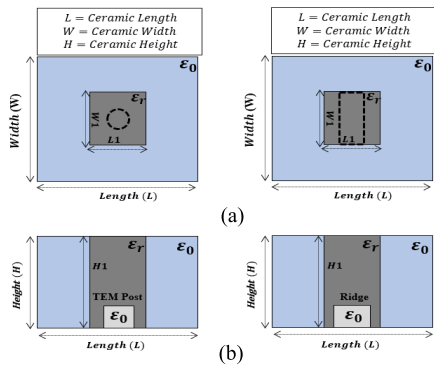 L = Ceramic Length
W = Ceramic Width
H = Ceramic Height
L = Ceramic Length
W = Ceramic Width
H = Ceramic Height
Width (W)
ε0
εr
W1
L1
Length (L)
Width (W)
ε0
εr
W1
L1
Length (L)
(a)
Height (H)
H1
εr
ε0
TEM Post
ε0
Length (L)
Height (H)
H1
εr
ε0
Ridge
ε0
Length (L)
(b)